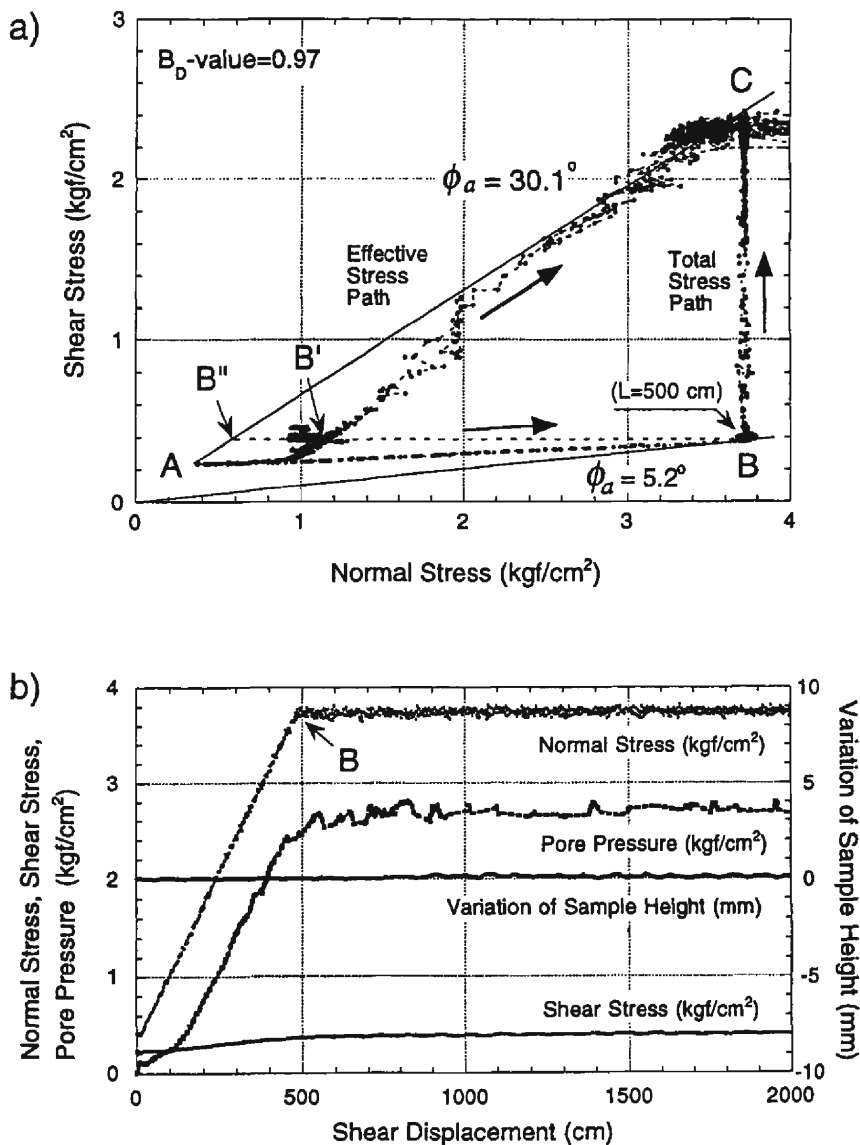 a)
B_D-value=0.97
3
2
1
0
Shear Stress (kgf/cm²)
C
ϕ_a = 30.1°
Effective
Stress
Path
Total
Stress
Path
B"
B'
(L=500 cm)
A
B
ϕ_a = 5.2°
0
1
2
3
4
Normal Stress (kgf/cm²)
b)
Normal Stress, Shear Stress,
Pore Pressure (kgf/cm²)
4
3
2
1
0
B
Normal Stress (kgf/cm²)
Pore Pressure (kgf/cm²)
Variation of Sample Height (mm)
Shear Stress (kgf/cm²)
10
5
0
-5
-10
Variation of Sample
Height (mm)
0
500
1000
1500
2000
Shear Displacement (cm)